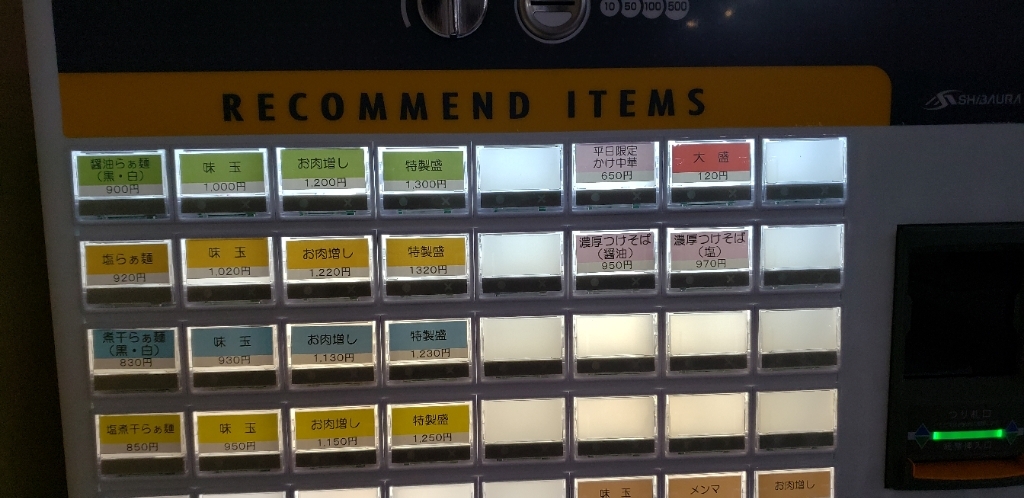 10 50 100 500
RECOMMEND ITEMS
SHIBAURA
醤油らぁ麺
(黒・白)
900円
味 玉
1,000円
お肉増し
1,200円
特製盛
1,300円
平日限定
かけ中華
650円
大 盛
120円
塩らぁ麺
920円
味 玉
1,020円
お肉増し
1,220円
特製盛
1320円
濃厚つけそば
(醤油)
950円
濃厚つけそば
(塩)
970円
煮干らぁ麺
(黒・白)
830円
味 玉
930円
お肉増し
1,130円
特製盛
1,230円
塩煮干らぁ麺
850円
味 玉
950円
お肉増し
1,150円
特製盛
1,250円
味 玉
メンマ
お肉増し